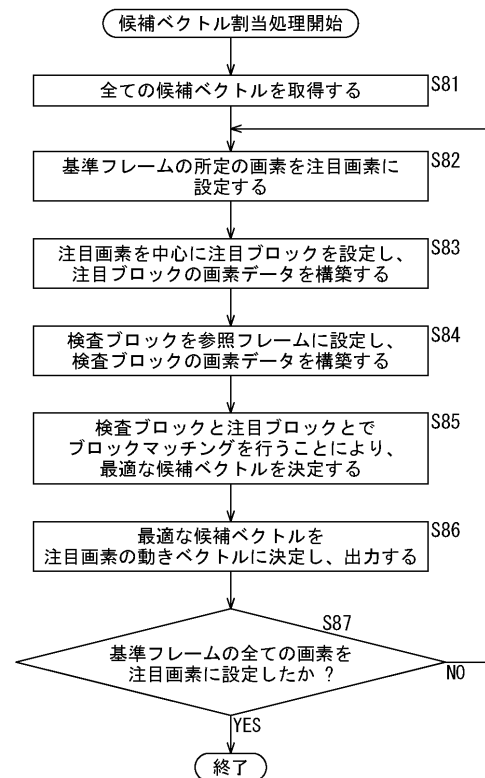 候補ベクトル割当処理開始
全ての候補ベクトルを取得する
S81
基準フレームの所定の画素を注目画素に
設定する
S82
注目画素を中心に注目ブロックを設定し、
注目ブロックの画素データを構築する
S83
検査ブロックを参照フレームに設定し、
検査ブロックの画素データを構築する
S84
検査ブロックと注目ブロックとで
ブロックマッチングを行うことにより、
最適な候補ベクトルを決定する
S85
最適な候補ベクトルを
注目画素の動きベクトルに決定し、出力する
S86
S87
基準フレームの全ての画素を
注目画素に設定したか ?
NO
YES
終了